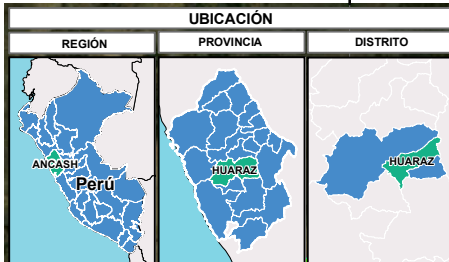 UBICACIÓN
REGIÓN
PROVINCIA
DISTRITO
ANCASH
Perú
HUARAZ
HUARAZ